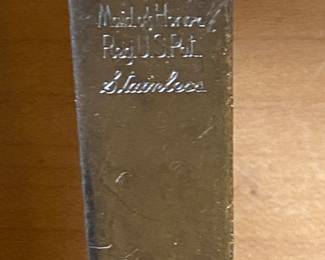 Maid of Honor
Reg. U.S. Pat.
Stainless